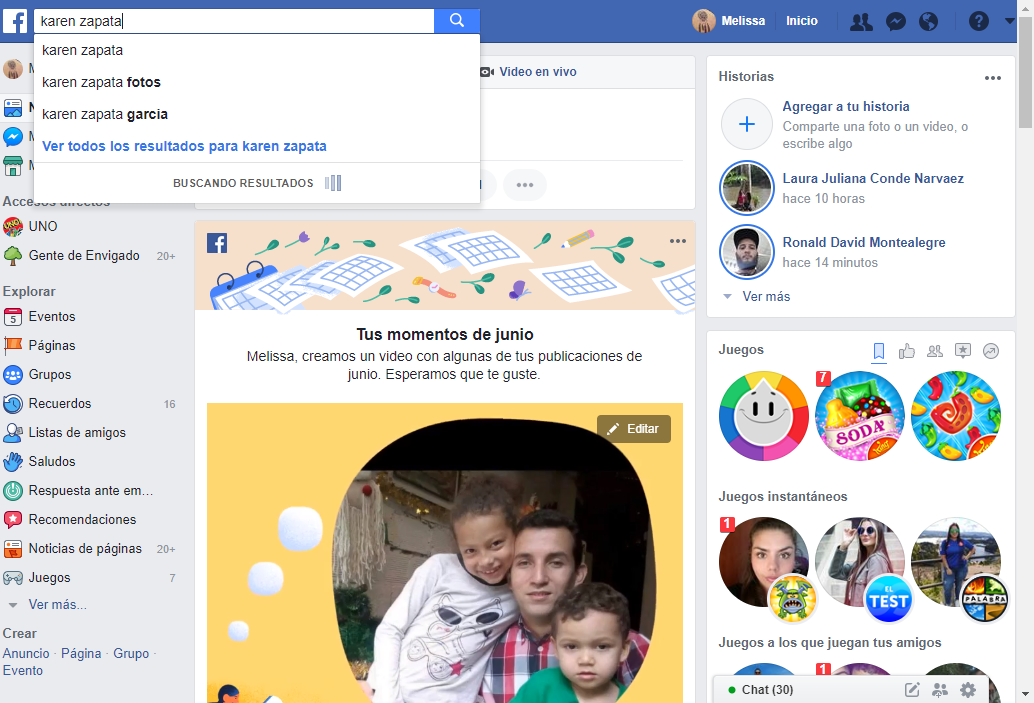 karen zapata
Melissa
Inicio
karen zapata
karen zapata fotos
karen zapata garcia
Ver todos los resultados para karen zapata
BUSCANDO RESULTADOS
Video en vivo
Accesos directos
UNO
Gente de Envigado 20+
Explorar
Eventos
Páginas
Grupos
Recuerdos 16
Listas de amigos
Saludos
Respuesta ante em...
Recomendaciones
Noticias de páginas 20+
Juegos 7
Ver más...
Crear
Anuncio · Página · Grupo ·
Evento
Tus momentos de junio
Melissa, creamos un video con algunas de tus publicaciones de
junio. Esperamos que te guste.
Editar
Historias
Agregar a tu historia
Comparte una foto o un video, o
escribe algo
Laura Juliana Conde Narvaez
hace 10 horas
Ronald David Montealegre
hace 14 minutos
Ver más
Juegos
7
SODA
Juegos instantáneos
1
EL
TEST
PALABRA
Juegos a los que juegan tus amigos
1
Chat (30)